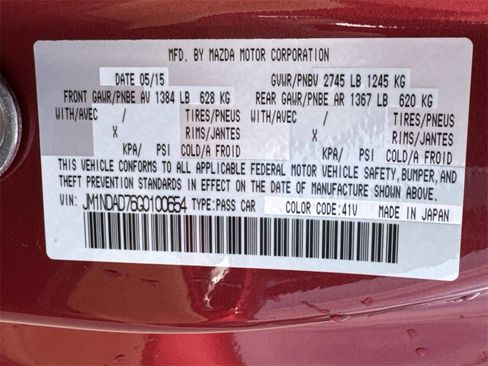 MFD. BY MAZDA MOTOR CORPORATION
DATE 05/15 GVWR/PNBV 2745 LB 1245 KG
FRONT GAWR/PNBE AV 1384 LB 628 KG REAR GAWR/PNBE AR 1367 LB 620 KG
WITH/AVEC / TIRES/PNEUS WITH/AVEC / TIRES/PNEUS
X RIMS/JANTES X RIMS/JANTES
KPA/ PSI COLD/A FROID KPA/ PSI COLD/A FROID
THIS VEHICLE CONFORMS TO ALL APPLICABLE FEDERAL MOTOR VEHICLE SAFETY, BUMPER, AND
THEFT PREVENTION STANDARDS IN EFFECT ON THE DATE OF MANUFACTURE SHOWN ABOVE.
VIN: JM1NDAD76G0100654 TYPE:PASS CAR COLOR CODE:41V MADE IN JAPAN